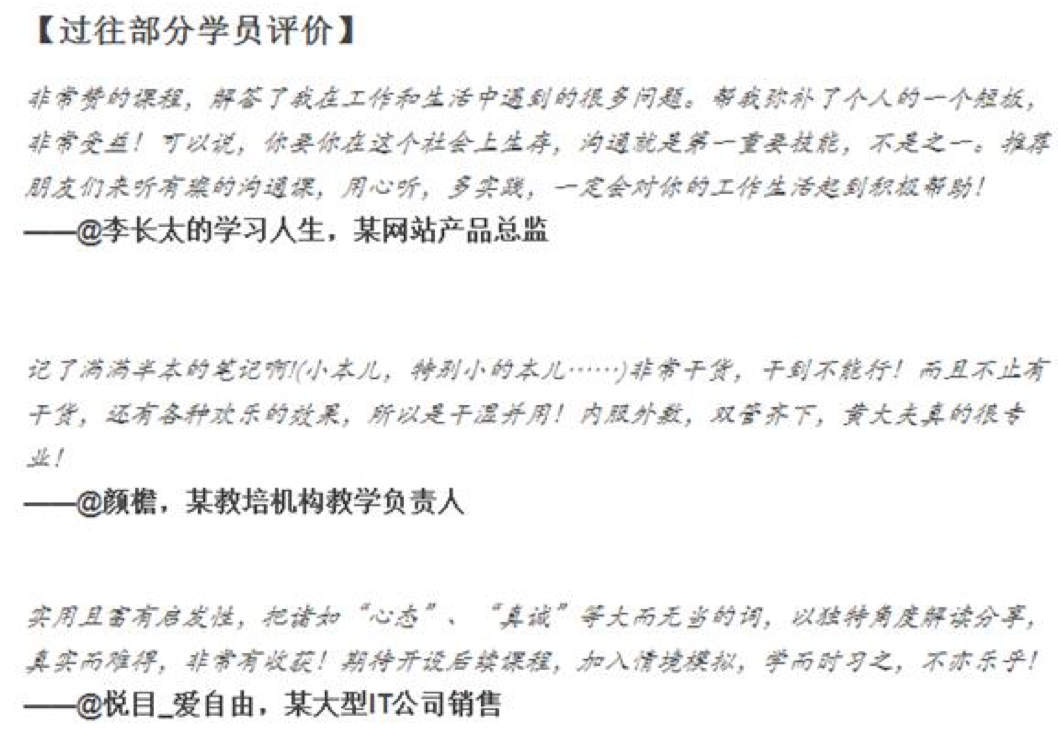 【过往部分学员评价】
非常赞的课程，解答了我在工作和生活中遇到的很多问题。帮我弥补了个人的一个短板，
非常受益！可以说，你要你在这个社会上生存，沟通就是第一重要技能，不是之一。推荐
朋友们来听有璨的沟通课，用心听，多实践，一定会对你的工作生活起到积极帮助！
——@李长太的学习人生，某网站产品总监
记了满满半本的笔记啊!(小本儿，特别小的本儿……)非常干货，干到不能行！而且不止有
干货，还有各种欢乐的效果，所以是干湿并用！内服外敷，双管齐下，黄大夫真的很专
业！
——@颜櫓，某教培机构教学负责人
实用且富有启发性，把诸如“心态”、“真诚”等大而无当的词，以独特角度解读分享，
真实而难得，非常有收获！期待开设后续课程，加入情境模拟，学而时习之，不亦乐乎！
——@悦目_爱自由，某大型IT公司销售